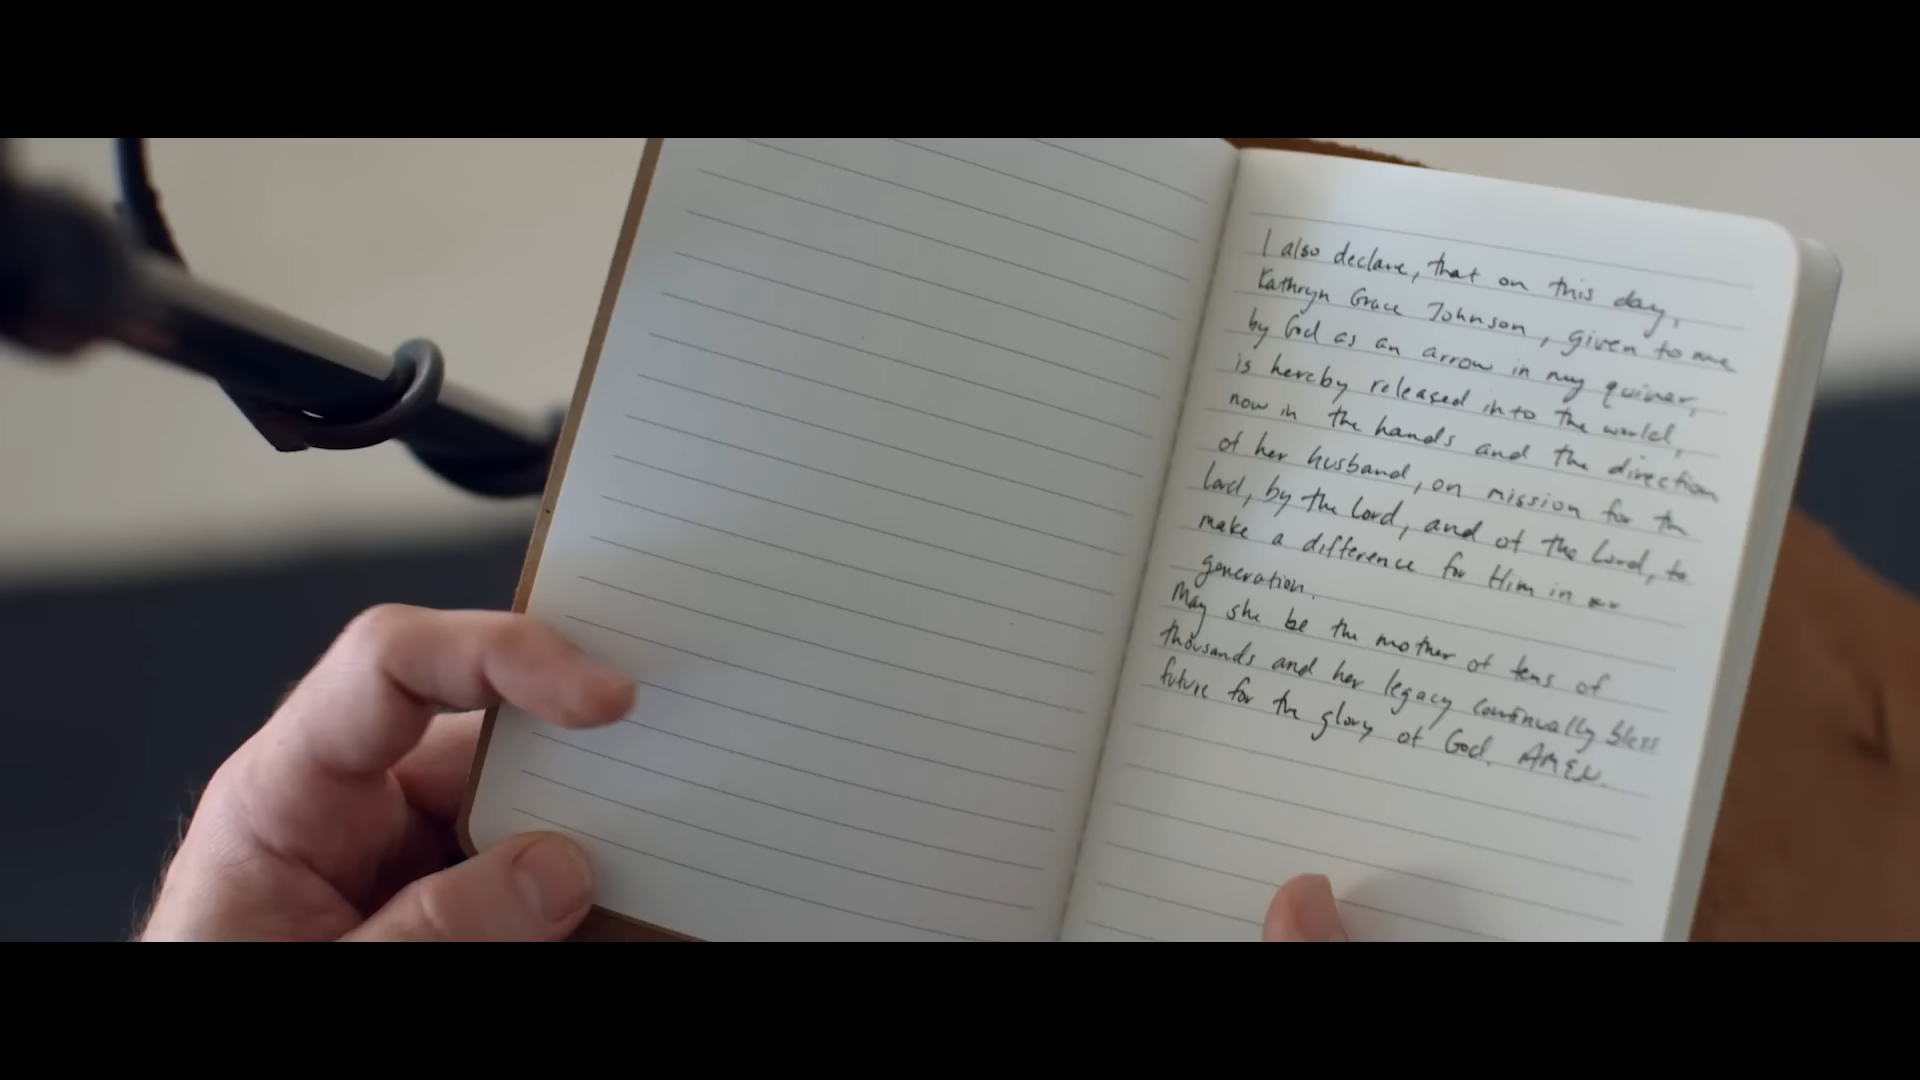 I also declare, that on this day,
Kathryn Grace Johnson, given to me
by God as an arrow in my quiver,
is hereby released into the world,
now in the hands and the direction
of her husband, on mission for the
Lord, by the Lord, and of the Lord, to
make a difference for Him in
generation.
May she be the mother of tens of
thousands and her legacy continually bless
future for the glory of God. AMEN.